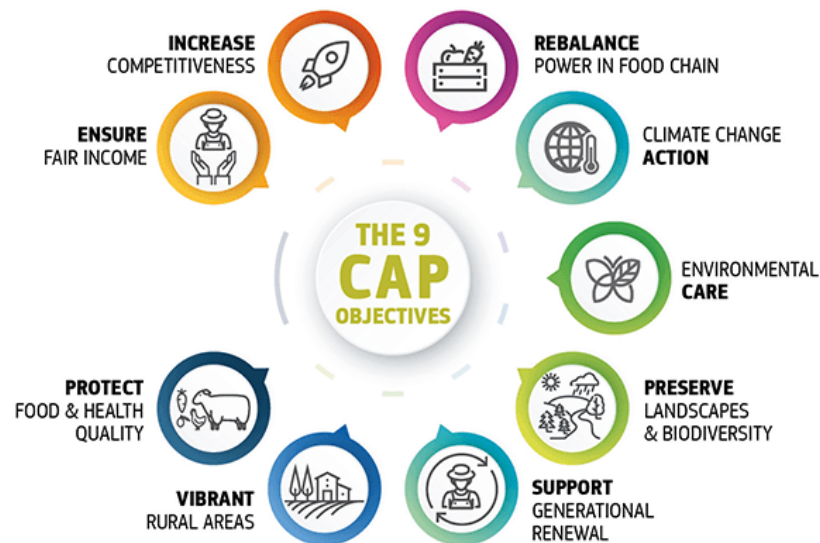 THE 9
CAP
OBJECTIVES
ENSURE
FAIR INCOME
INCREASE
COMPETITIVENESS
REBALANCE
POWER IN FOOD CHAIN
CLIMATE CHANGE
ACTION
ENVIRONMENTAL
CARE
PRESERVE
LANDSCAPES
& BIODIVERSITY
SUPPORT
GENERATIONAL
RENEWAL
VIBRANT
RURAL AREAS
PROTECT
FOOD & HEALTH
QUALITY